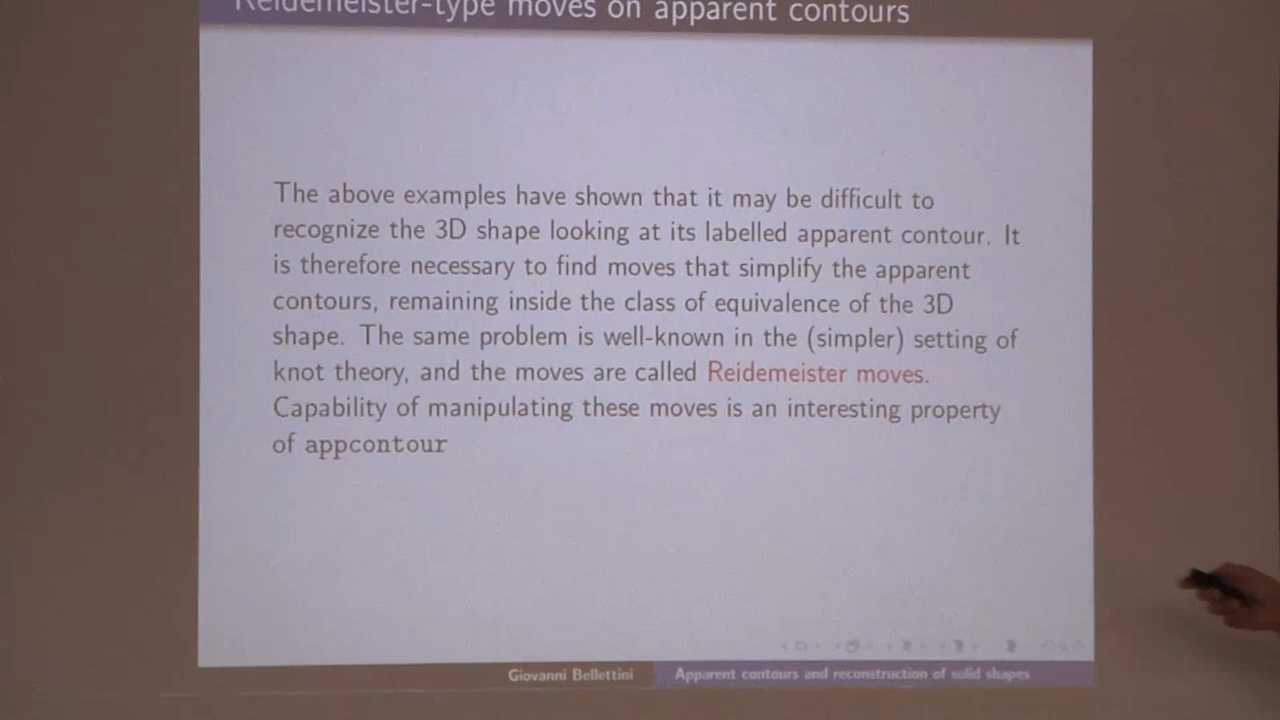 Reidemeister-type moves on apparent contours
The above examples have shown that it may be difficult to
recognize the 3D shape looking at its labelled apparent contour. It
is therefore necessary to find moves that simplify the apparent
contours, remaining inside the class of equivalence of the 3D
shape. The same problem is well-known in the (simpler) setting of
knot theory, and the moves are called Reidemeister moves.
Capability of manipulating these moves is an interesting property
of appcontour
Giovanni Bellettini Apparent contours and reconstruction of solid shapes